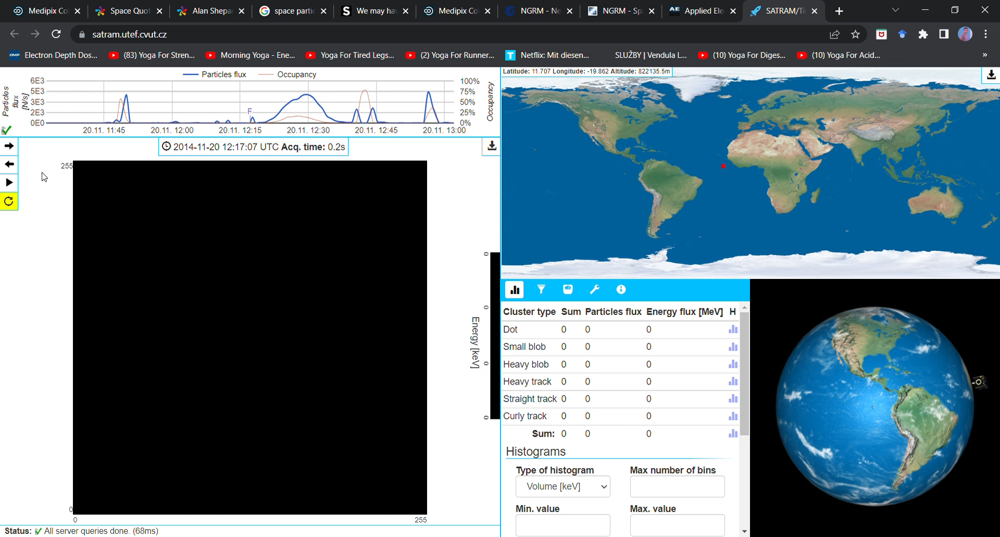 Medipix Co
Space Quot
Alan Shepar
space partic
We may hav
Medipix Co
NGRM - Ne
NGRM - Sp
Applied Ele
SATRAM/Ti
satram.utef.cvut.cz
Electron Depth Dos...
(83) Yoga For Stren...
Morning Yoga - Ene...
Yoga For Tired Legs...
(2) Yoga For Runner...
Netflix: Mit diesen...
SLUŽBY | Vendula L...
(10) Yoga For Diges...
(10) Yoga For Acid...
»
Particles flux
Occupancy
Particles flux [N/s]
6E3
5E3
3E3
2E3
0E0
100%
75%
50%
25%
0%
Occupancy
F
20.11. 11:45
20.11. 12:00
20.11. 12:15
20.11. 12:30
20.11. 12:45
20.11. 13:00
2014-11-20 12:17:07 UTC Acq. time: 0.2s
255
0
0
255
0
0
0
0
Energy [keV]
Status: All server queries done. (68ms)
Latitude: 11.707 Longitude: -19.862 Altitude: 822135.5m
Cluster type Sum Particles flux Energy flux [MeV] H
Dot 0 0 0
Small blob 0 0 0
Heavy blob 0 0 0
Heavy track 0 0 0
Straight track 0 0 0
Curly track 0 0 0
Sum: 0 0 0
Histograms
Type of histogram
Max number of bins
Volume [keV]
Min. value
Max. value